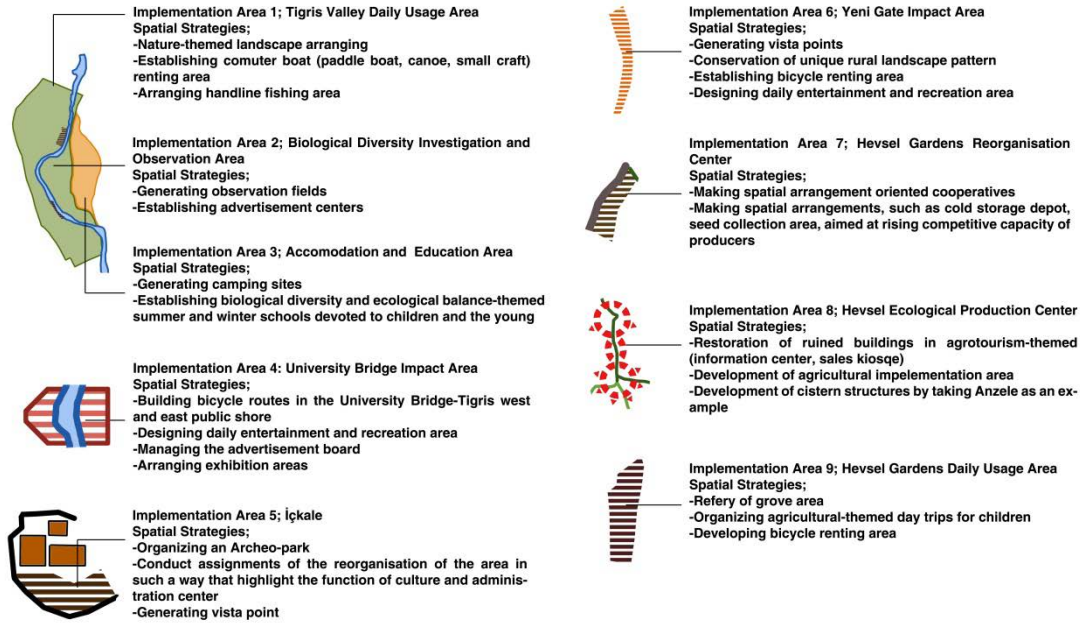 Implementation Area 1; Tigris Valley Daily Usage Area
Spatial Strategies;
-Nature-themed landscape arranging
-Establishing comuter boat (paddle boat, canoe, small craft)
renting area
-Arranging handline fishing area
Implementation Area 2; Biological Diversity Investigation and
Observation Area
Spatial Strategies;
-Generating observation fields
-Establishing advertisement centers
Implementation Area 3; Accomodation and Education Area
Spatial Strategies;
-Generating camping sites
-Establishing biological diversity and ecological balance-themed
summer and winter schools devoted to children and the young
Implementation Area 4; University Bridge Impact Area
Spatial Strategies;
-Building bicycle routes in the University Bridge-Tigris west
and east public shore
-Designing daily entertainment and recreation area
-Managing the advertisement board
-Arranging exhibition areas
Implementation Area 5; İçkale
Spatial Strategies;
-Organizing an Archeo-park
-Conduct assignments of the reorganisation of the area in
such a way that highlight the function of culture and adminis-
tration center
-Generating vista point
Implementation Area 6; Yeni Gate Impact Area
Spatial Strategies;
-Generating vista points
-Conservation of unique rural landscape pattern
-Establishing bicycle renting area
-Designing daily entertainment and recreation area
Implementation Area 7; Hevsel Gardens Reorganisation
Center
Spatial Strategies;
-Making spatial arrangement oriented cooperatives
-Making spatial arrangements, such as cold storage depot,
seed collection area, aimed at rising competitive capacity of
producers
Implementation Area 8; Hevsel Ecological Production Center
Spatial Strategies;
-Restoration of ruined buildings in agrotourism-themed
(information center, sales kiosqe)
-Development of agricultural impelementation area
-Development of cistern structures by taking Anzele as an ex-
ample
Implementation Area 9; Hevsel Gardens Daily Usage Area
Spatial Strategies;
-Refery of grove area
-Organizing agricultural-themed day trips for children
-Developing bicycle renting area